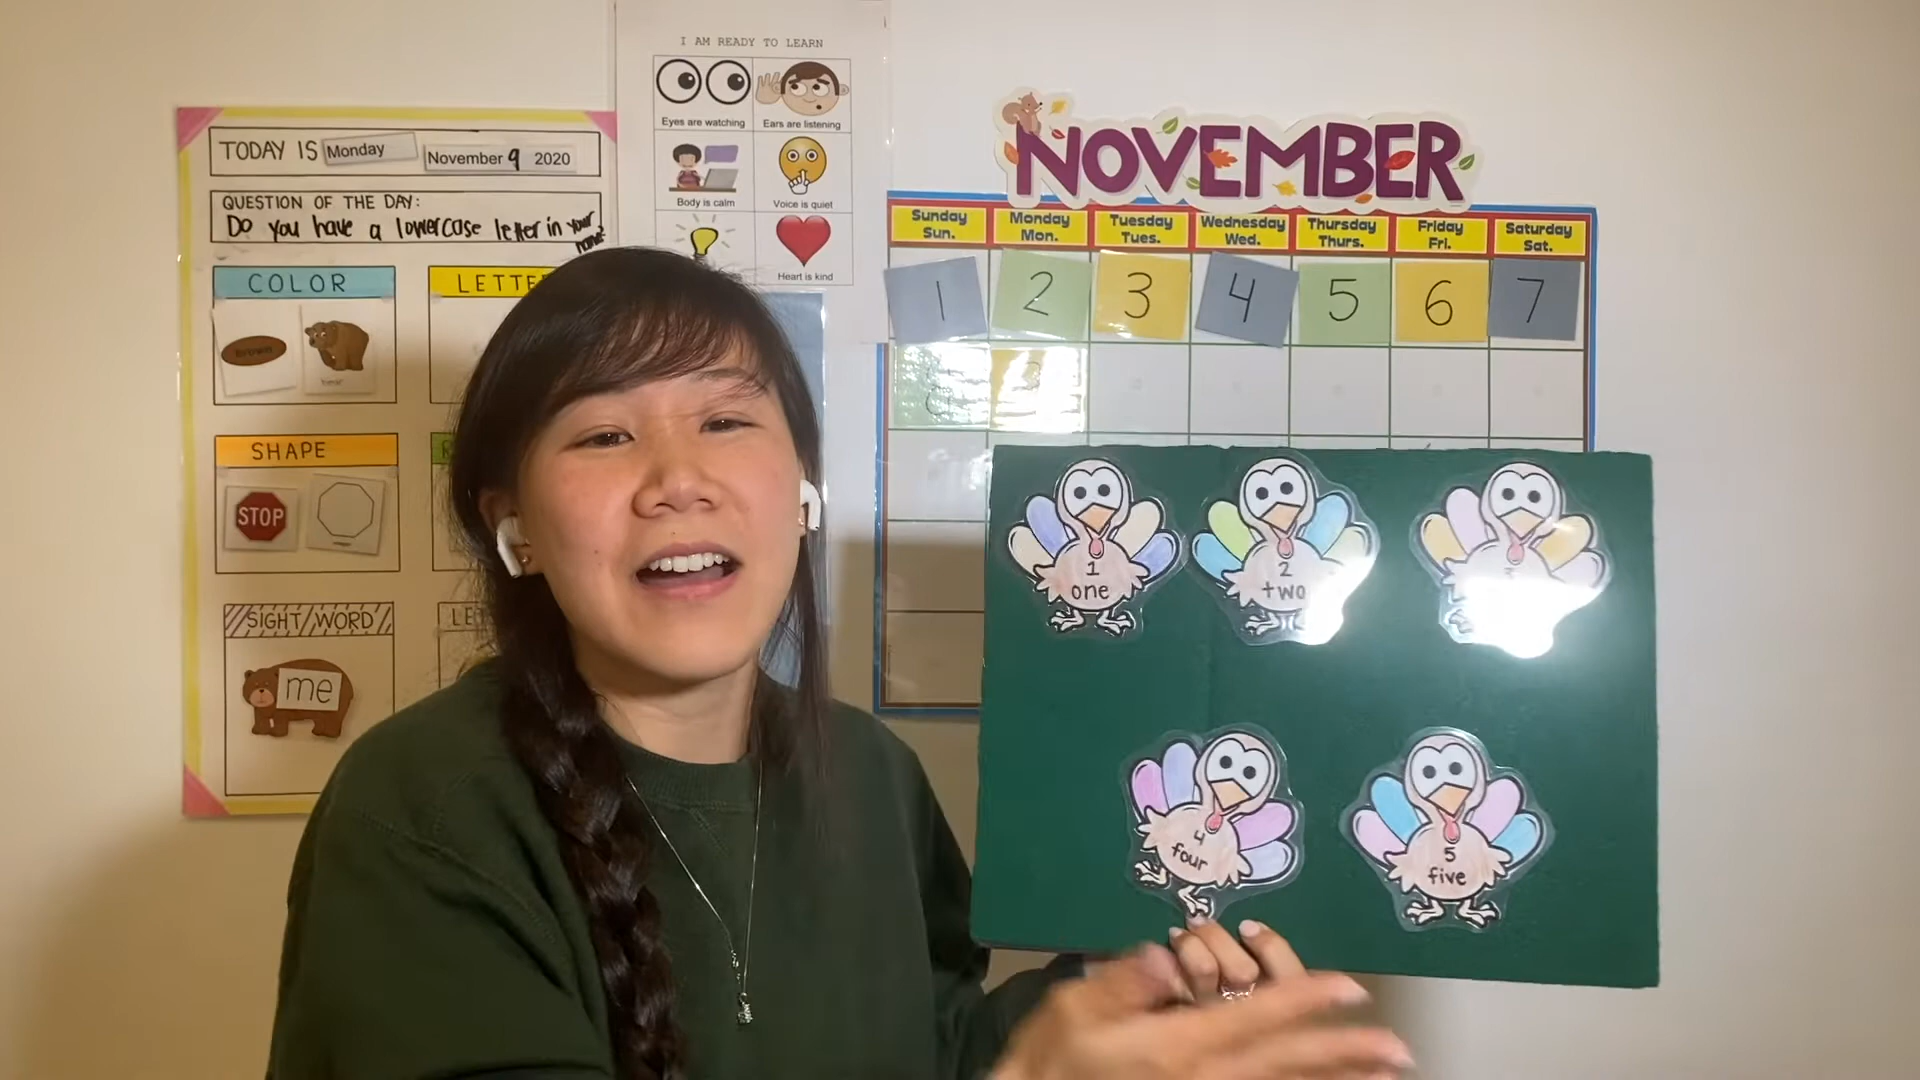 I AM READY TO LEARN
Eyes are watching
Ears are listening
Body is calm
Voice is quiet
Heart is kind
TODAY IS Monday November 9 2020
QUESTION OF THE DAY:
Do you have a lowercase letter in your
name?
COLOR
brown
bear
SHAPE
STOP
SIGHT WORD
me
NOVEMBER
Sunday Monday Tuesday Wednesday Thursday Friday Saturday
Sun. Mon. Tues. Wed. Thurs. Fri. Sat.
1 2 3 4 5 6 7
1
one
2
two
4
four
5
five